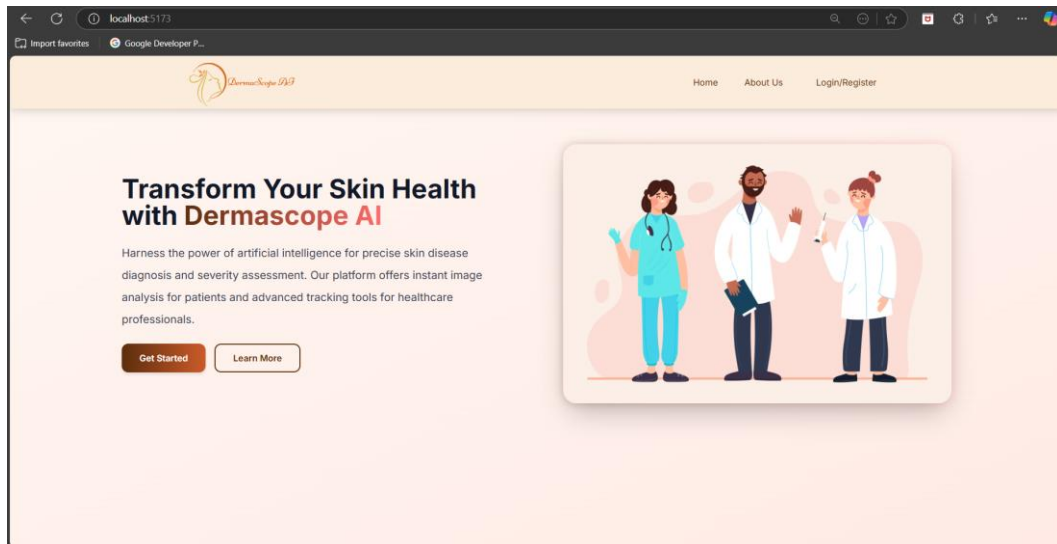 localhost:5173
Import favorites
Google Developer P...
DermaScope AI
Home
About Us
Login/Register
Transform Your Skin Health
with Dermascope AI
Harness the power of artificial intelligence for precise skin disease
diagnosis and severity assessment. Our platform offers instant image
analysis for patients and advanced tracking tools for healthcare
professionals.
Get Started
Learn More